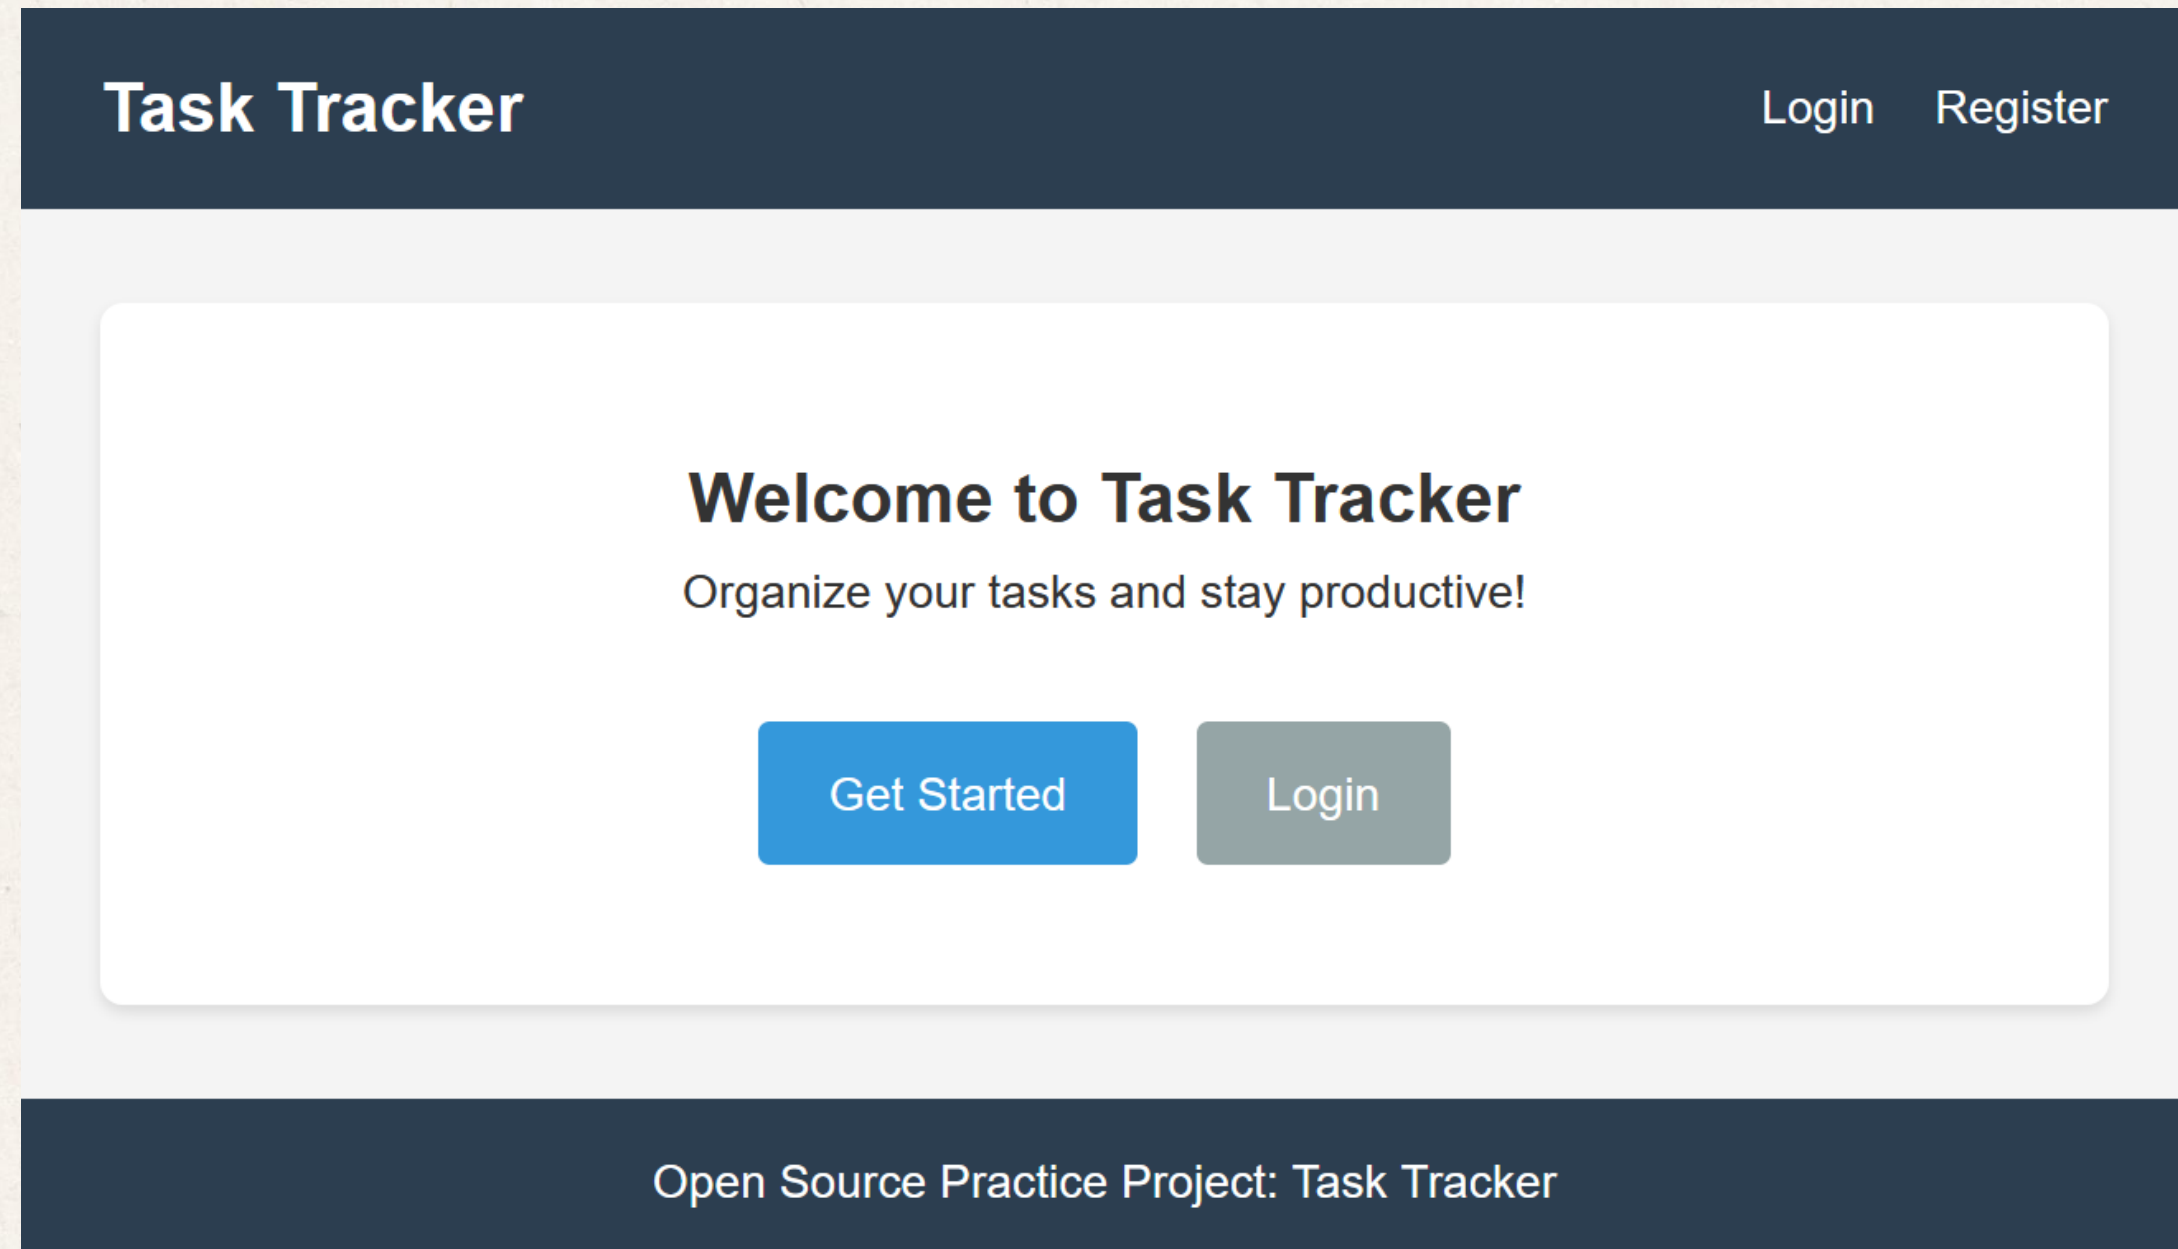 Task Tracker
Login Register
Welcome to Task Tracker
Organize your tasks and stay productive!
Get Started Login
Open Source Practice Project: Task Tracker